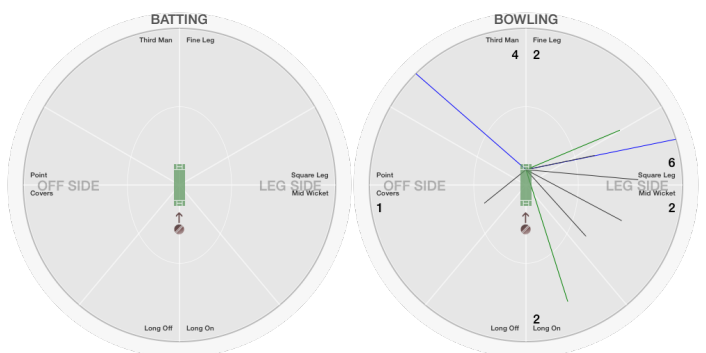 BATTING
Third Man Fine Leg
Point
OFF SIDE
Covers
Square Leg
LEG SIDE
Mid Wicket
Long Off Long On
BOWLING
Third Man Fine Leg
4 2
6
Point
OFF SIDE
Covers
1
Square Leg
LEG SIDE
Mid Wicket
2
2
Long Off Long On